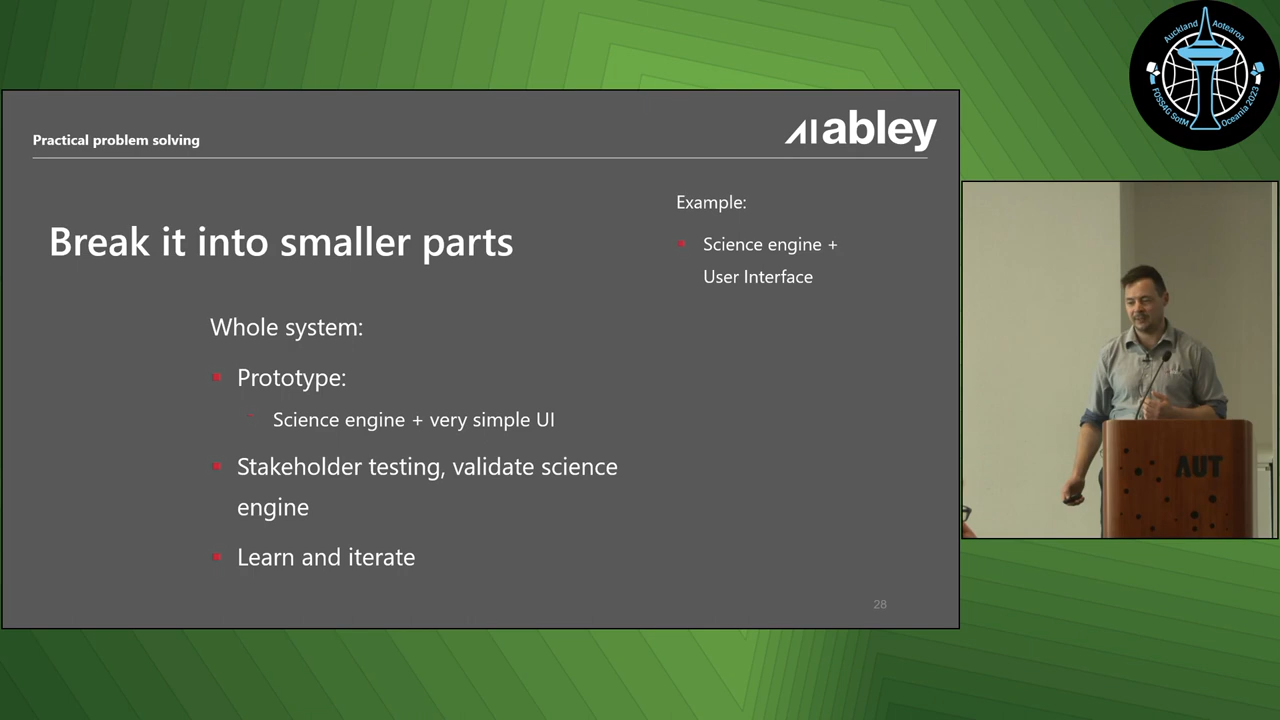 Auckland Aotearoa
FOSS4G SotM Oceania 2023
Practical problem solving
abley
Break it into smaller parts
Example:
Science engine +
User Interface
Whole system:
Prototype:
Science engine + very simple UI
Stakeholder testing, validate science
engine
Learn and iterate
28
AUT